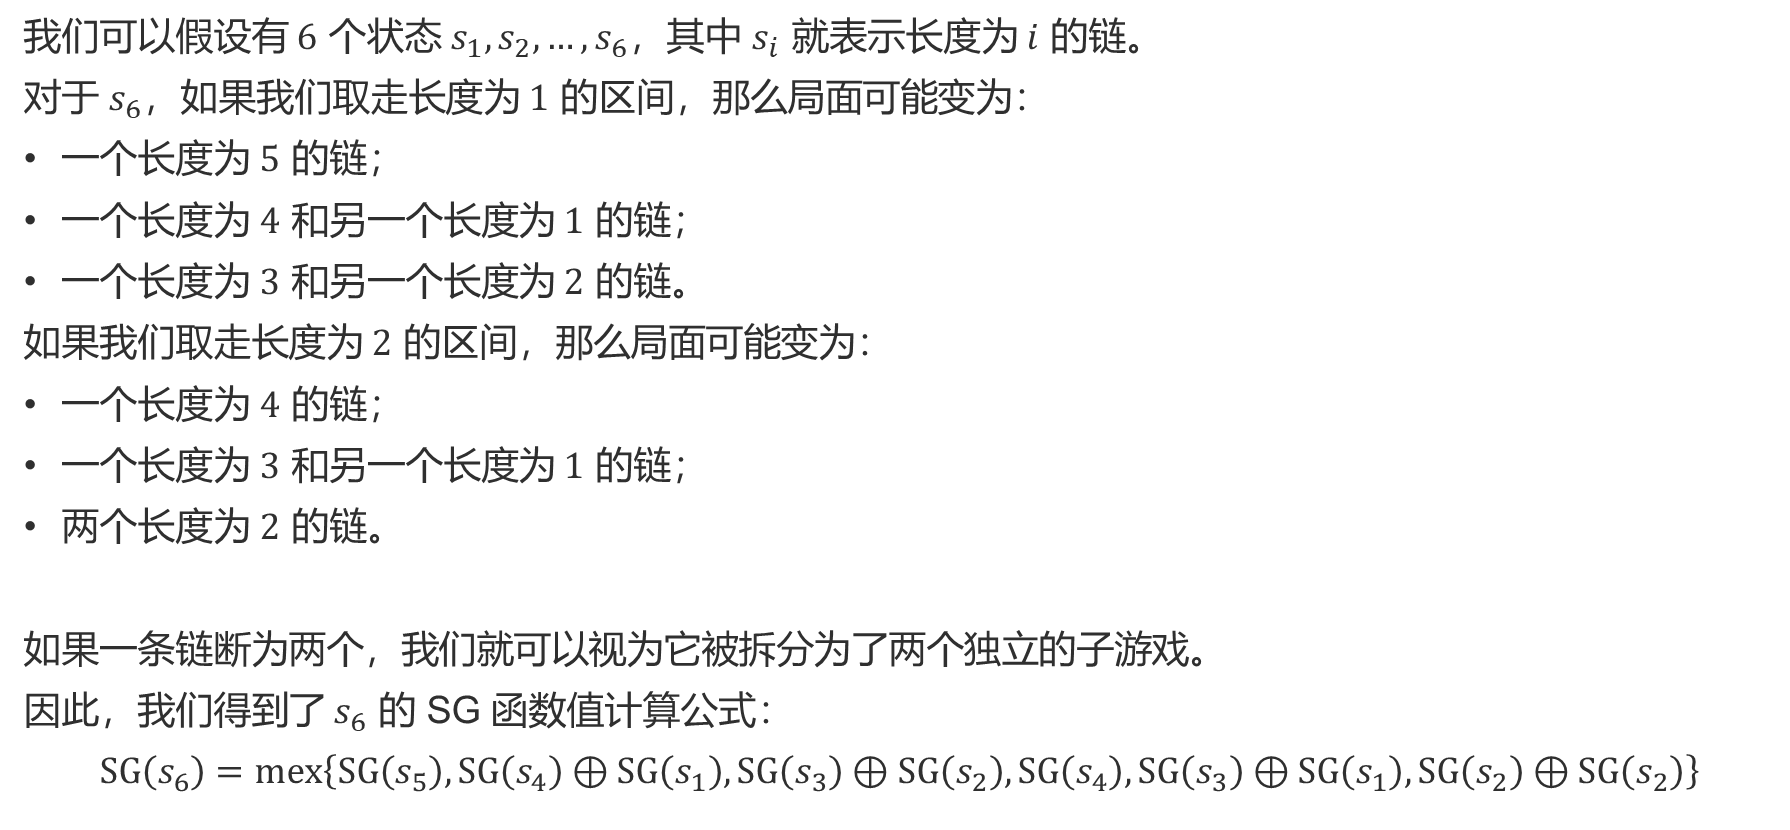 我们可以假设有 6 个状态 s₁, s₂, … , s₆，其中 sᵢ 就表示长度为 i 的链。
对于 s₆，如果我们取走长度为 1 的区间，那么局面可能变为：
• 一个长度为 5 的链；
• 一个长度为 4 和另一个长度为 1 的链；
• 一个长度为 3 和另一个长度为 2 的链。
如果我们取走长度为 2 的区间，那么局面可能变为：
• 一个长度为 4 的链；
• 一个长度为 3 和另一个长度为 1 的链；
• 两个长度为 2 的链。
如果一条链断为两个，我们就可以视为它被拆分为了两个独立的子游戏。
因此，我们得到了 s₆ 的 SG 函数值计算公式：
SG(s₆) = mex{SG(s₅), SG(s₄) ⊕ SG(s₁), SG(s₃) ⊕ SG(s₂), SG(s₄), SG(s₃) ⊕ SG(s₁), SG(s₂) ⊕ SG(s₂)}